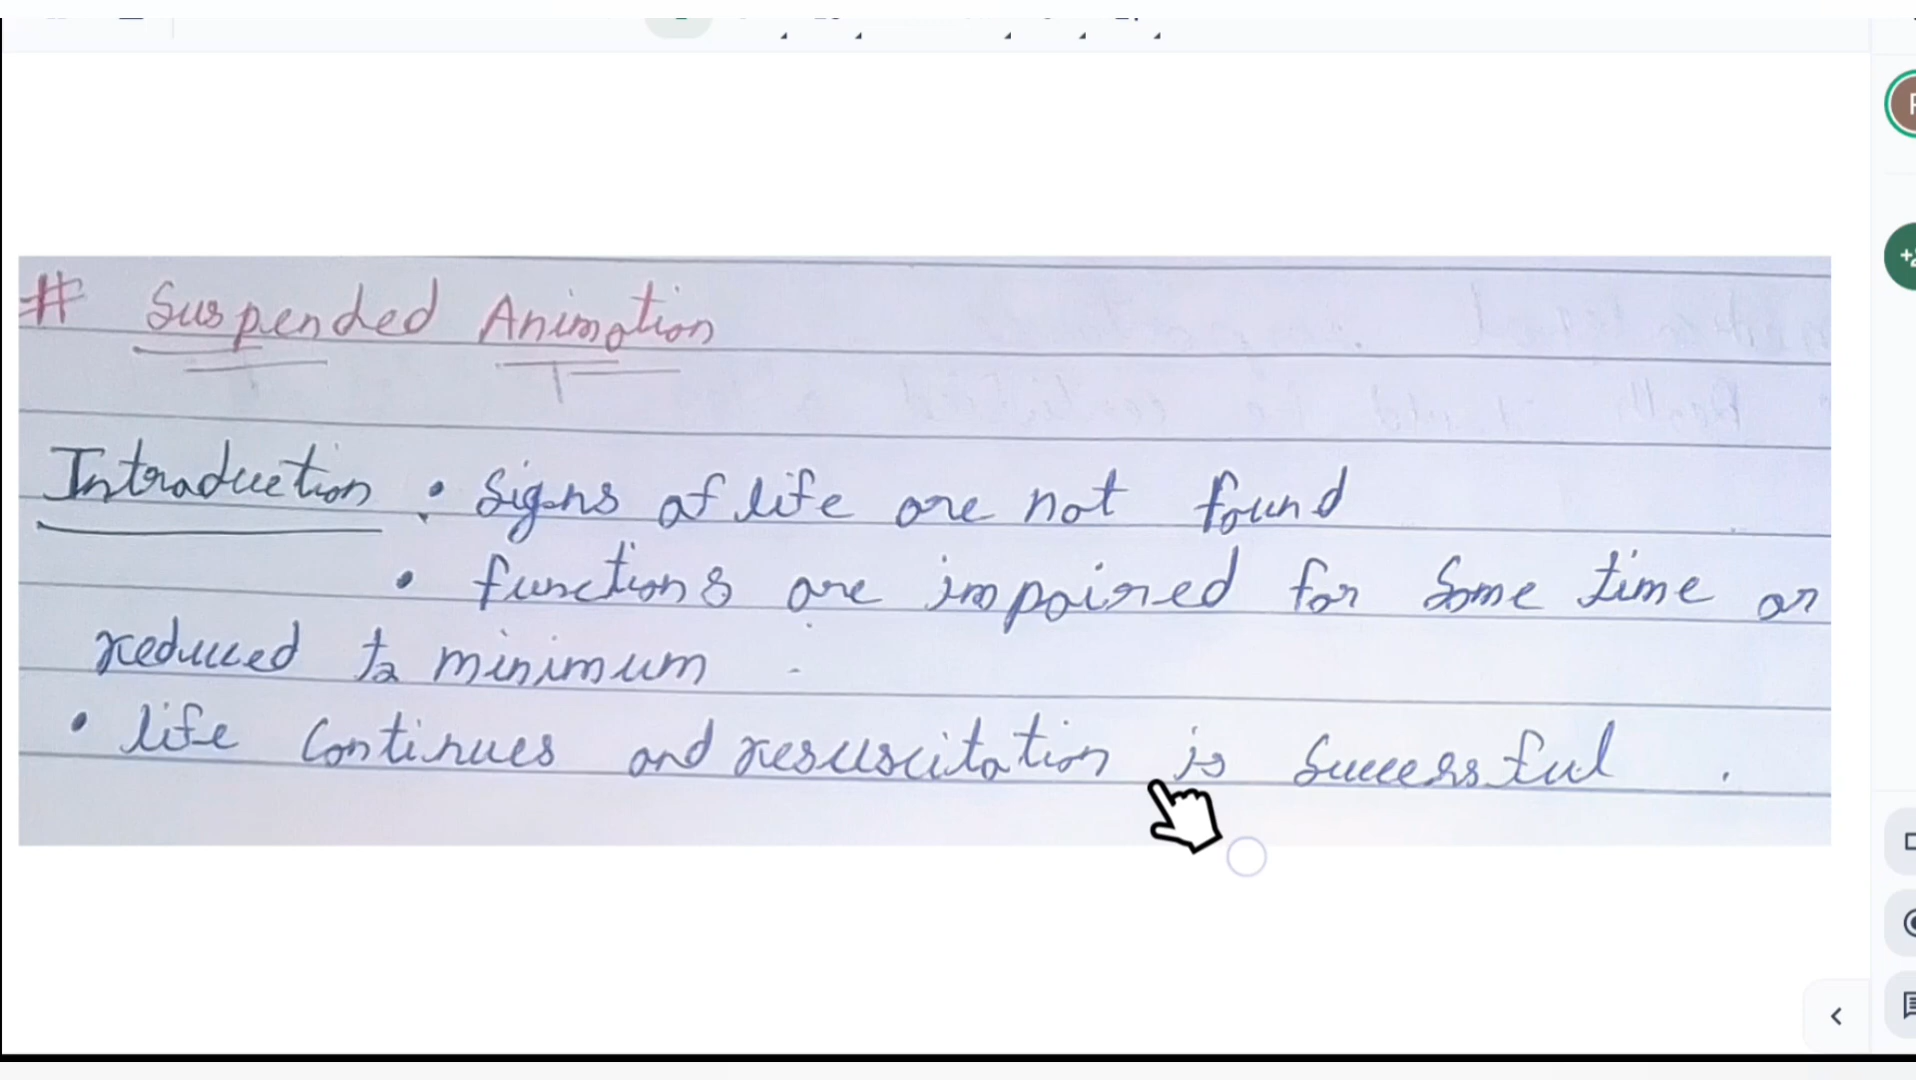 # Suspended Animation
Introduction • Signs of life are not found
• functions are impaired for some time or
reduced to minimum
• life continues and resuscitation is successful .